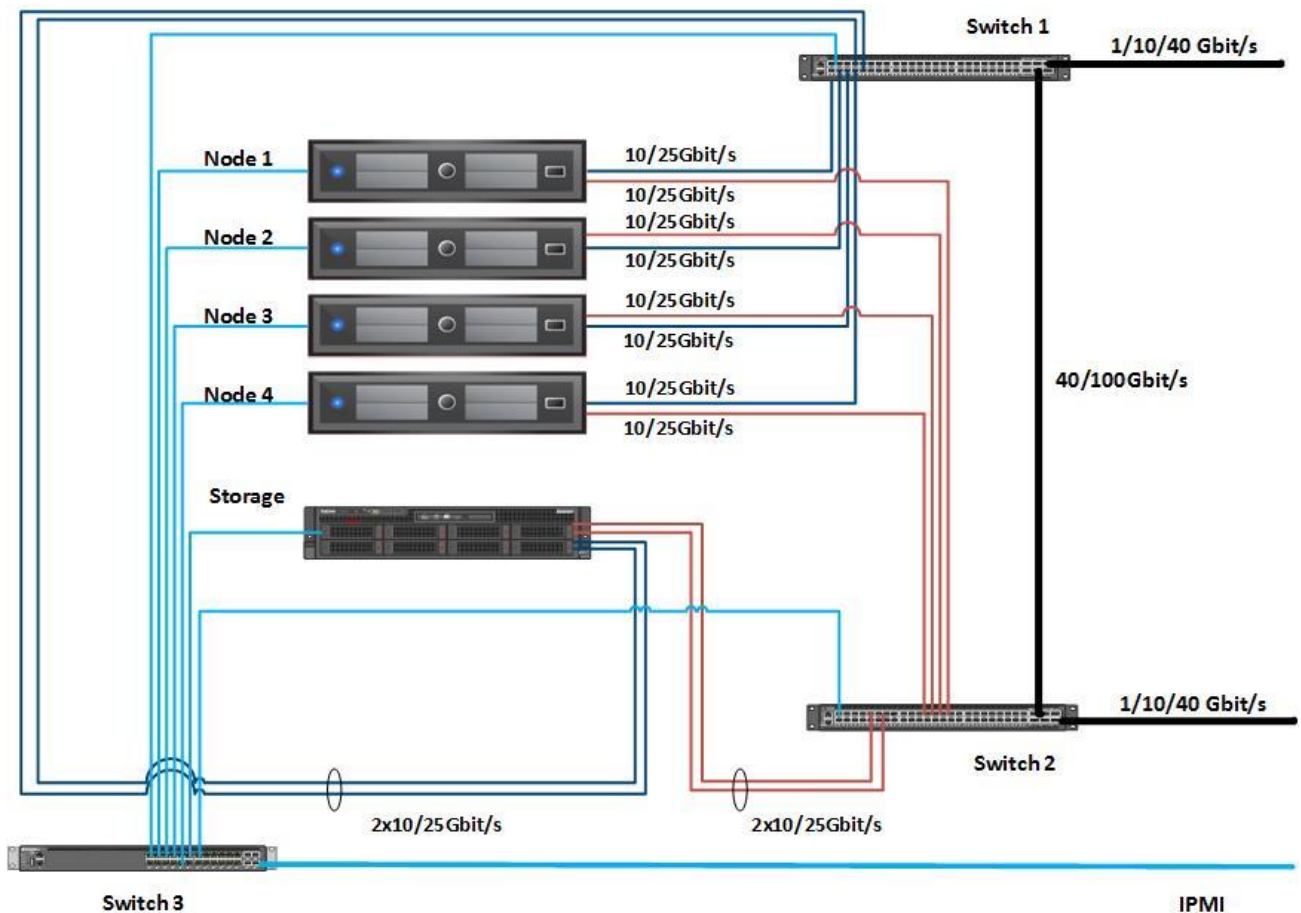 Switch 1
1/10/40 Gbit/s
Node 1
10/25Gbit/s
10/25Gbit/s
Node 2
10/25Gbit/s
10/25Gbit/s
Node 3
10/25Gbit/s
10/25Gbit/s
Node 4
10/25Gbit/s
10/25Gbit/s
40/100Gbit/s
Storage
1/10/40 Gbit/s
Switch 2
2x10/25Gbit/s
2x10/25Gbit/s
Switch 3
IPMI